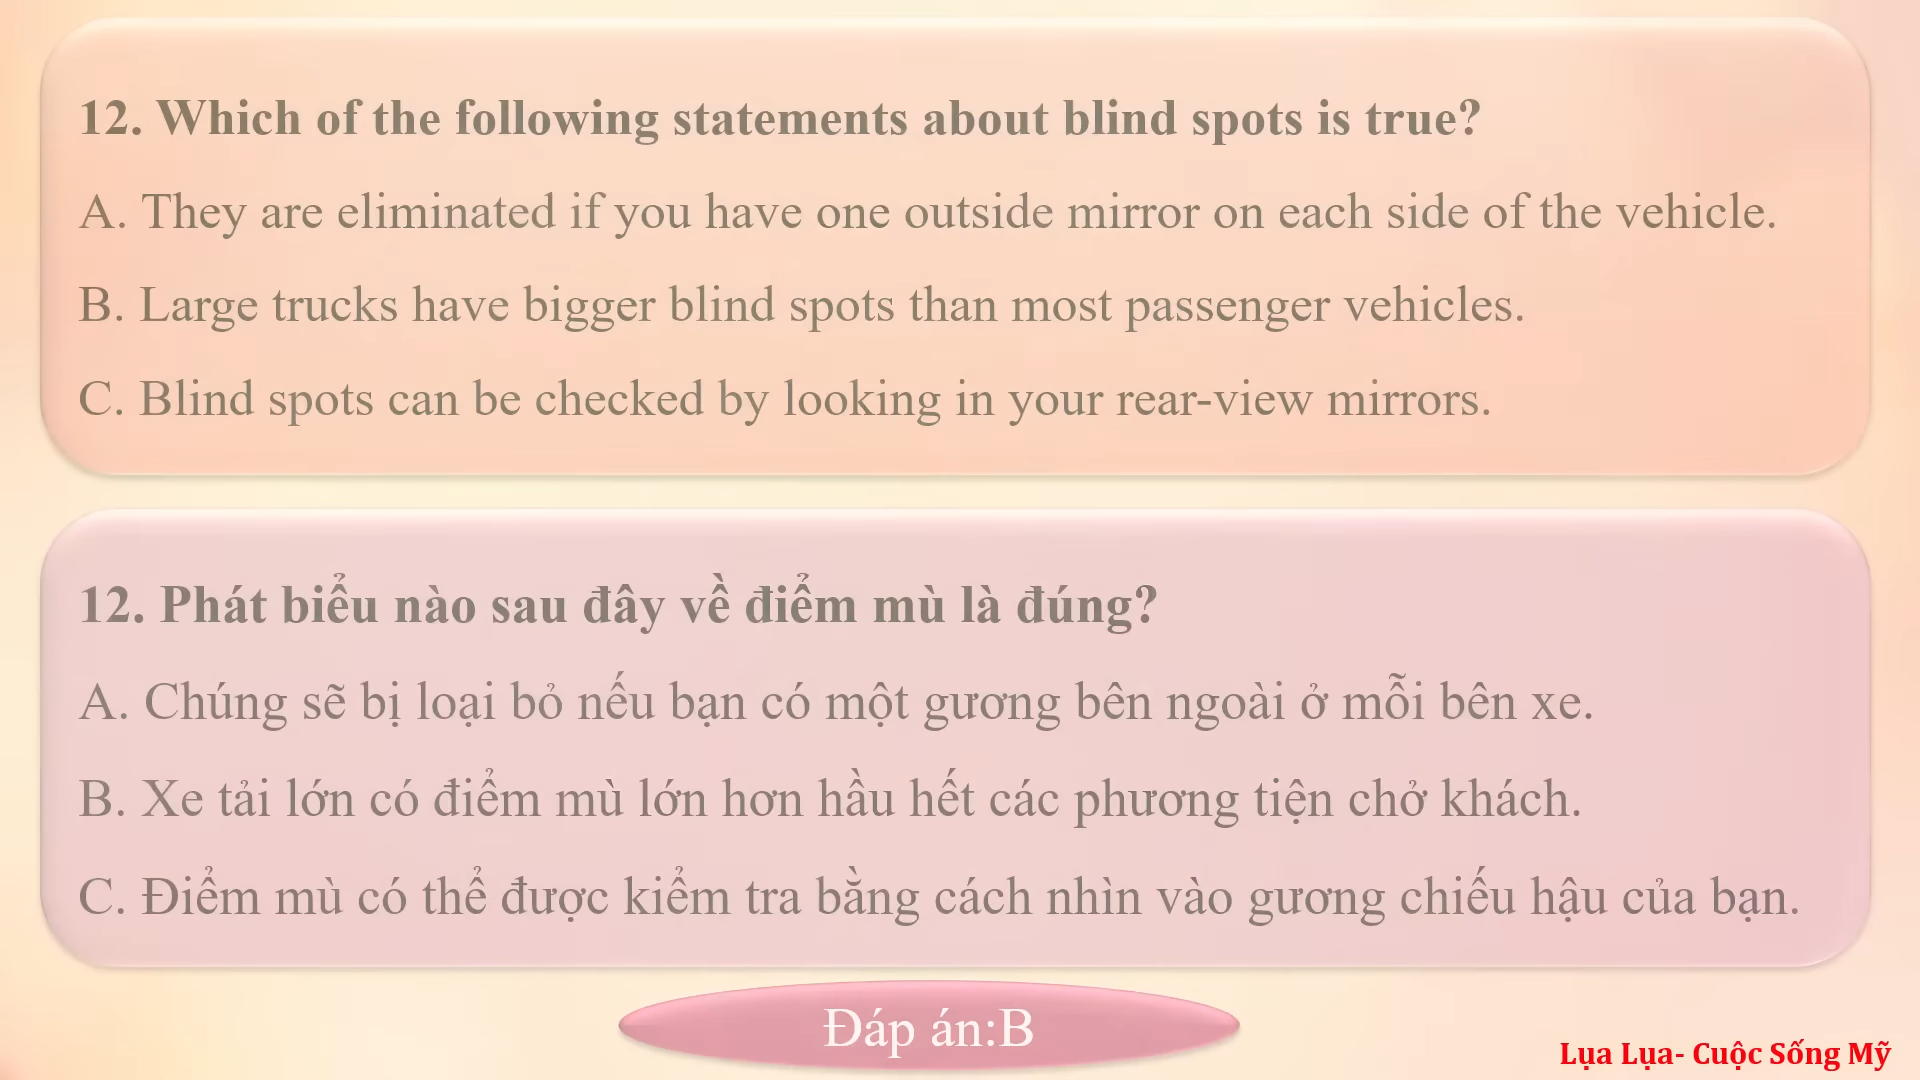 12. Which of the following statements about blind spots is true?
A. They are eliminated if you have one outside mirror on each side of the vehicle.
B. Large trucks have bigger blind spots than most passenger vehicles.
C. Blind spots can be checked by looking in your rear-view mirrors.
12. Phát biểu nào sau đây về điểm mù là đúng?
A. Chúng sẽ bị loại bỏ nếu bạn có một gương bên ngoài ở mỗi bên xe.
B. Xe tải lớn có điểm mù lớn hơn hầu hết các phương tiện chở khách.
C. Điểm mù có thể được kiểm tra bằng cách nhìn vào gương chiếu hậu của bạn.
Đáp án:B
Lụa Lụa- Cuộc Sống Mỹ